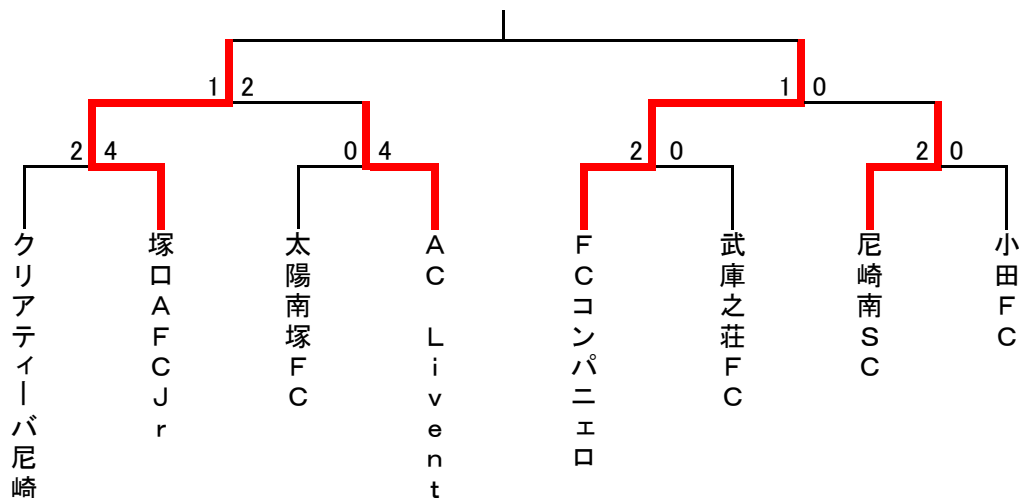 1 2
1 0
2 4
0 4
2 0
2 0
クリアティーバ尼崎
塚口AFCJr
太陽南塚FC
AC Livent
FCコンパニェロ
武庫之荘FC
尼崎南SC
小田FC